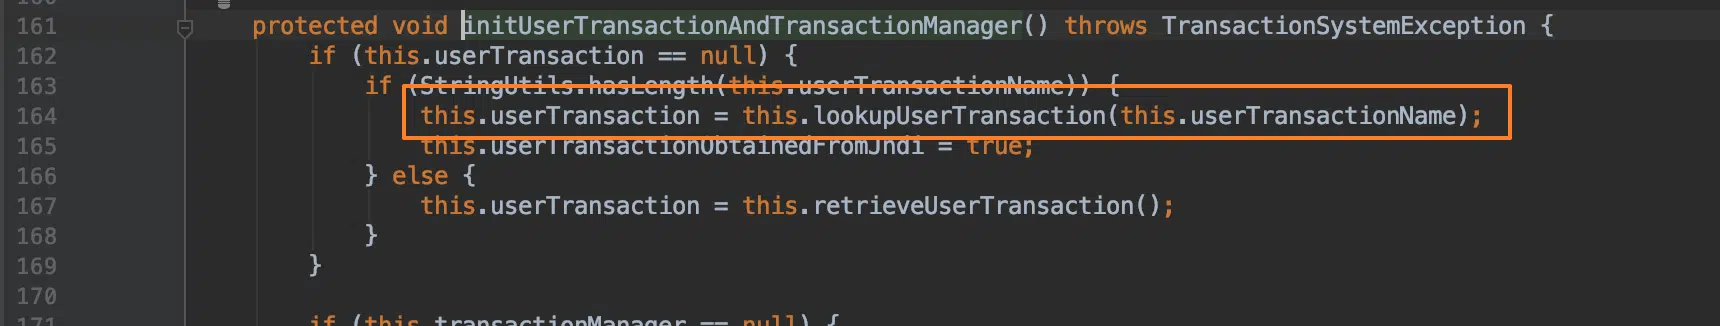 161 protected void initUserTransactionAndTransactionManager() throws TransactionSystemException {
162 if (this.userTransaction == null) {
163 if (StringUtils.hasLength(this.userTransactionName)) {
164 this.userTransaction = this.lookupUserTransaction(this.userTransactionName);
165 this.userTransactionObtainedFromJndi = true;
166 } else {
167 this.userTransaction = this.retrieveUserTransaction();
168 }
169 }
170
171 if (this.transactionManager == null) {